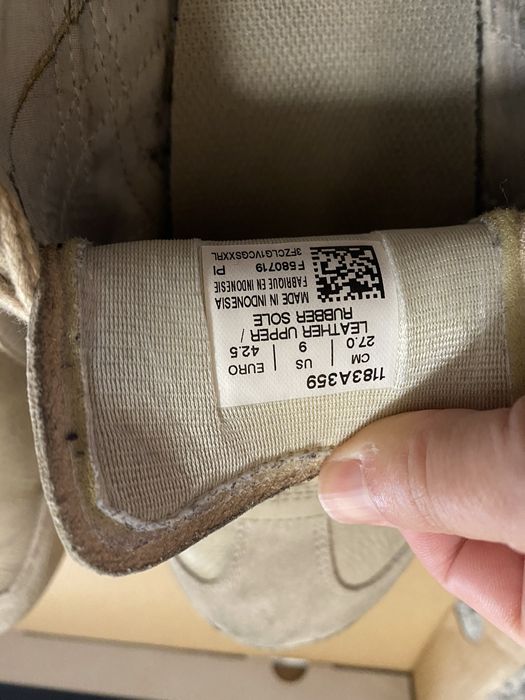 1183A359
CM | US | EURO
27.0 | 9 | 42.5
LEATHER UPPER /
RUBBER SOLE
MADE IN INDONESIA
FABRIQUE EN INDONESIE
F580719 PI
3FZCLG1VCGSXXRL